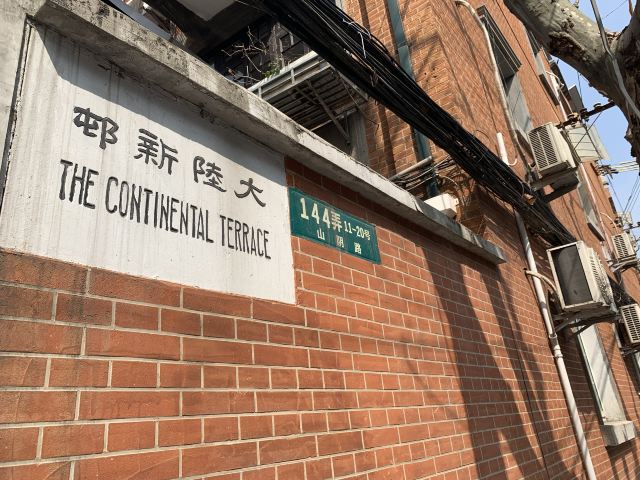 大陸新邨
THE CONTINENTAL TERRACE
144弄 11-20号
山阴路